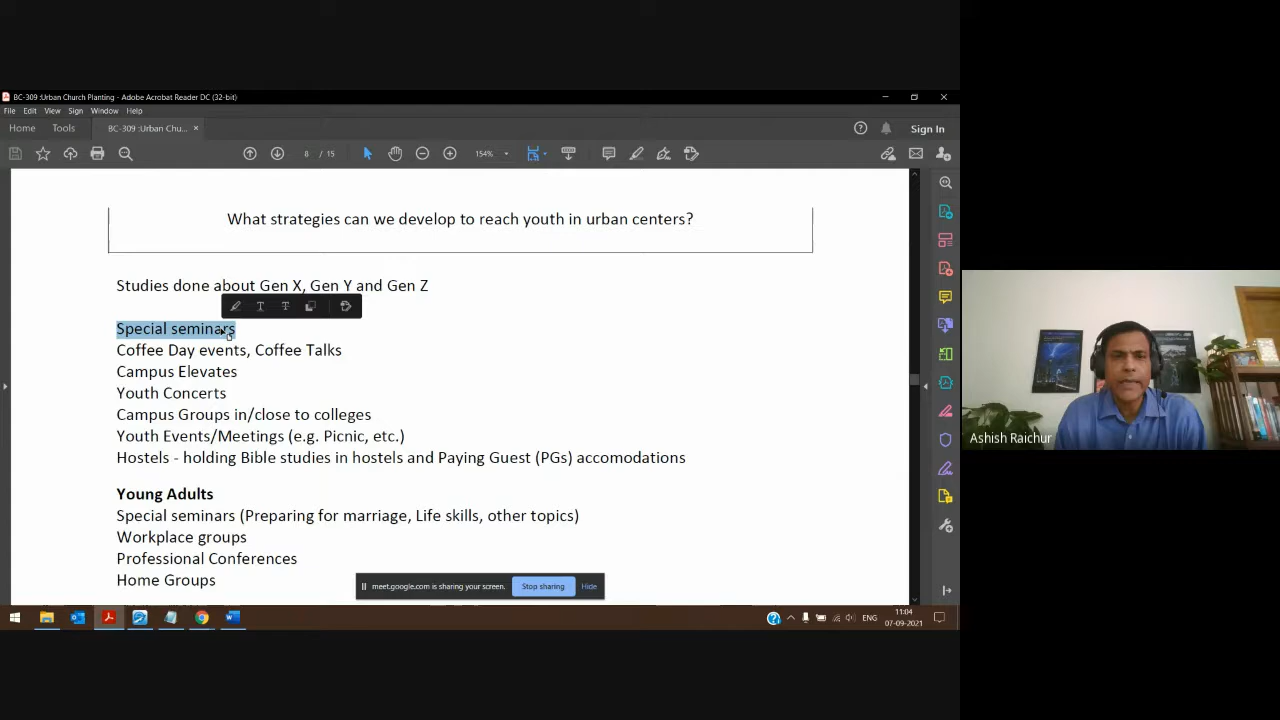 BC-309 :Urban Church Planting - Adobe Acrobat Reader DC (32-bit)
File Edit View Sign Window Help
Home Tools BC-309 :Urban Chu... × Sign In
8 / 15 154%
What strategies can we develop to reach youth in urban centers?
Studies done about Gen X, Gen Y and Gen Z
Special seminars
Coffee Day events, Coffee Talks
Campus Elevates
Youth Concerts
Campus Groups in/close to colleges
Youth Events/Meetings (e.g. Picnic, etc.)
Hostels - holding Bible studies in hostels and Paying Guest (PGs) accomodations
Young Adults
Special seminars (Preparing for marriage, Life skills, other topics)
Workplace groups
Professional Conferences
Home Groups
meet.google.com is sharing your screen. Stop sharing Hide
ENG
11:04
07-09-2021
Ashish Raichur